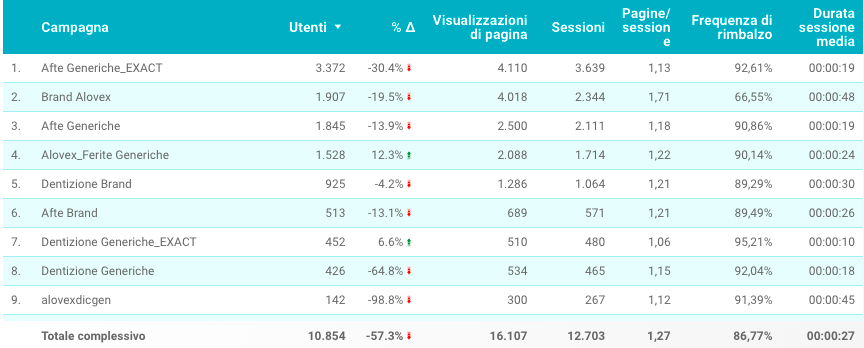 Campagna Utenti % Δ Visualizzazioni di pagina Sessioni Pagine/session e Frequenza di rimbalzo Durata sessione media
1. Afte Generiche_EXACT 3.372 -30.4% 4.110 3.639 1,13 92,61% 00:00:19
2. Brand Alovex 1.907 -19.5% 4.018 2.344 1,71 66,55% 00:00:48
3. Afte Generiche 1.845 -13.9% 2.500 2.111 1,18 90,86% 00:00:19
4. Alovex_Ferite Generiche 1.528 12.3% 2.088 1.714 1,22 90,14% 00:00:24
5. Dentizione Brand 925 -4.2% 1.286 1.064 1,21 89,29% 00:00:30
6. Afte Brand 513 -13.1% 689 571 1,21 89,49% 00:00:26
7. Dentizione Generiche_EXACT 452 6.6% 510 480 1,06 95,21% 00:00:10
8. Dentizione Generiche 426 -64.8% 534 465 1,15 92,04% 00:00:18
9. alovexdicgen 142 -98.8% 300 267 1,12 91,39% 00:00:45
Totale complessivo 10.854 -57.3% 16.107 12.703 1,27 86,77% 00:00:27